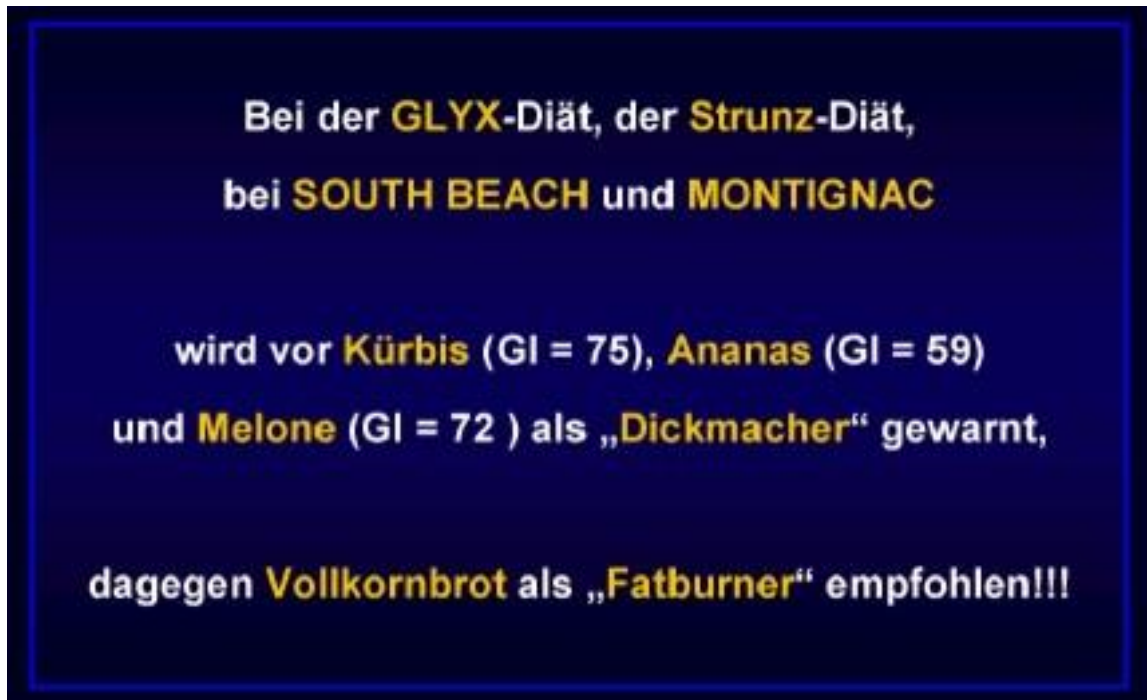 Bei der GLYX-Diät, der Strunz-Diät,
bei SOUTH BEACH und MONTIGNAC
wird vor Kürbis (GI = 75), Ananas (GI = 59)
und Melone (GI = 72 ) als „Dickmacher“ gewarnt,
dagegen Vollkornbrot als „Fatburner“ empfohlen!!!